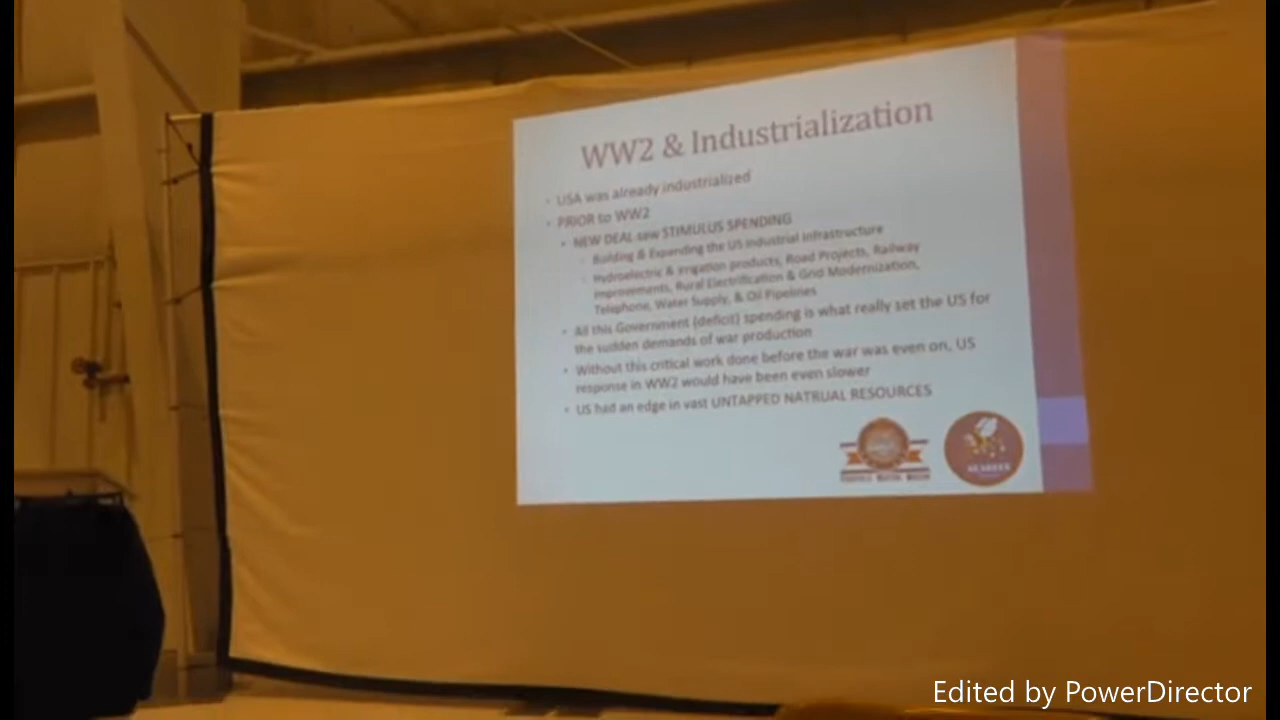 WW2 & Industrialization
USA was already industrialized
PRIOR to WW2
NEW DEAL saw STIMULUS SPENDING
Building & Expanding the US industrial infrastructure
Hydroelectric & irrigation products, Road Projects, Railway
improvements, Rural Electrification & Grid Modernization,
Telephone, Water Supply, & Oil Pipelines
All this Government (deficit) spending is what really set the US for
the sudden demands of war production
Without this critical work done before the war was even on, US
response in WW2 would have been even slower
US had an edge in vast UNTAPPED NATRUAL RESOURCES
SEABEES
Edited by PowerDirector